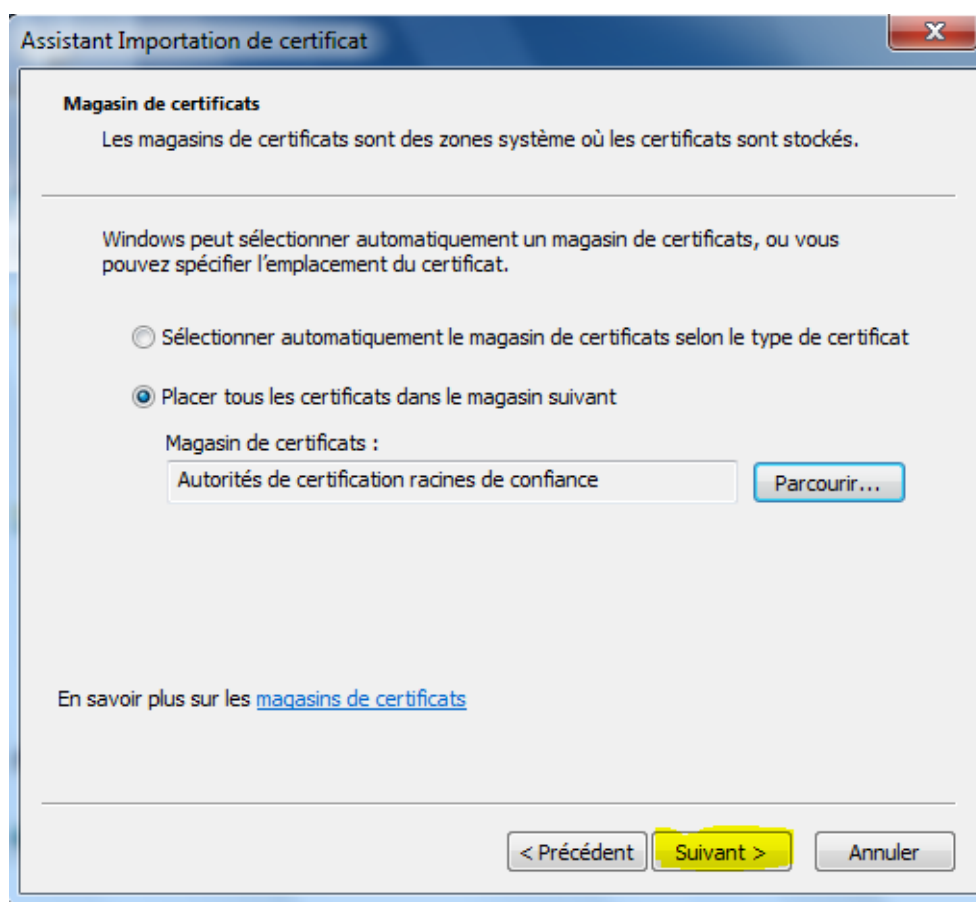 Assistant Importation de certificat
Magasin de certificats
Les magasins de certificats sont des zones système où les certificats sont stockés.
Windows peut sélectionner automatiquement un magasin de certificats, ou vous
pouvez spécifier l'emplacement du certificat.
Sélectionner automatiquement le magasin de certificats selon le type de certificat
Placer tous les certificats dans le magasin suivant
Magasin de certificats :
Autorités de certification racines de confiance
Parcourir...
En savoir plus sur les magasins de certificats
< Précédent
Suivant >
Annuler